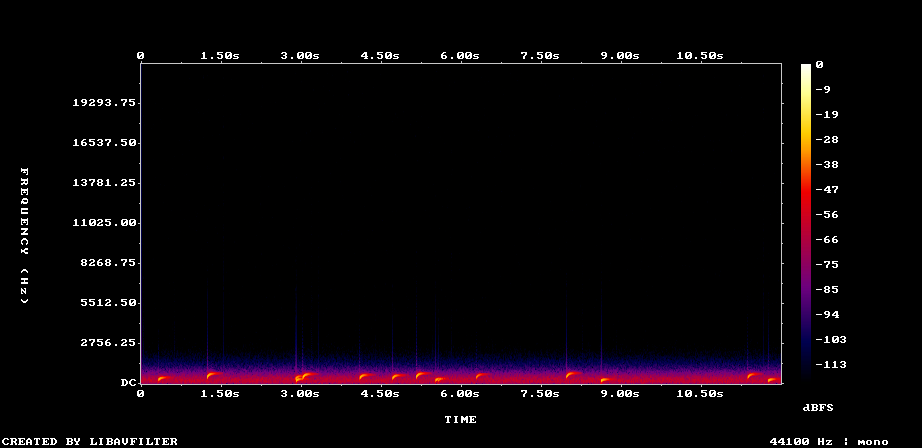 0 1.50s 3.00s 4.50s 6.00s 7.50s 9.00s 10.50s
0
-9
-19
-28
-38
-47
-56
-66
-75
-85
-94
-103
-113
dBFS
19293.75
16537.50
13781.25
11025.00
8268.75
5512.50
2756.25
DC
FREQUENCY (Hz)
0 1.50s 3.00s 4.50s 6.00s 7.50s 9.00s 10.50s
TIME
CREATED BY LIBAVFILTER
44100 Hz | mono